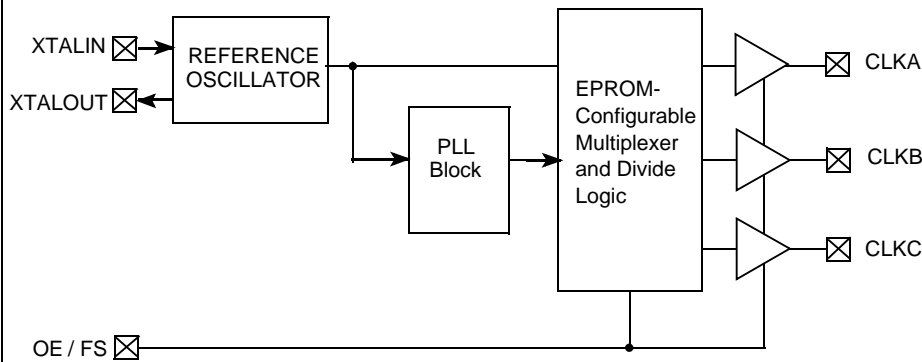 XTALIN
XTALOUT
REFERENCE
OSCILLATOR
PLL
Block
EPROM-
Configurable
Multiplexer
and Divide
Logic
CLKA
CLKB
CLKC
OE / FS